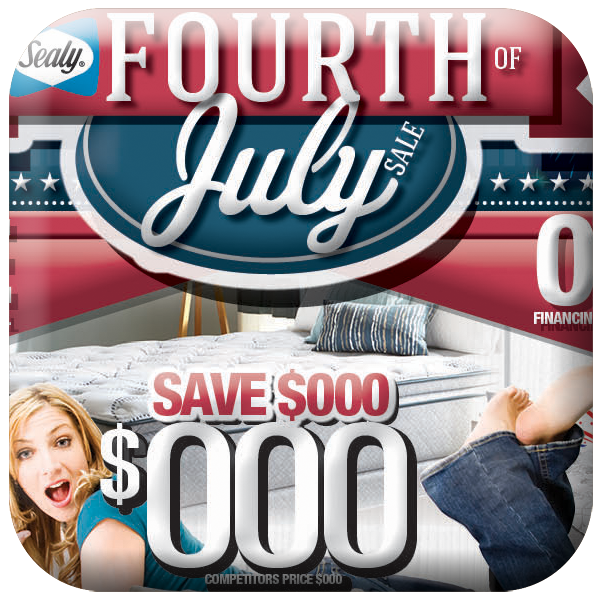 Sealy®
FOURTH OF
July SALE
0
FINANCIN
SAVE $000
$000
COMPETITORS PRICE $000